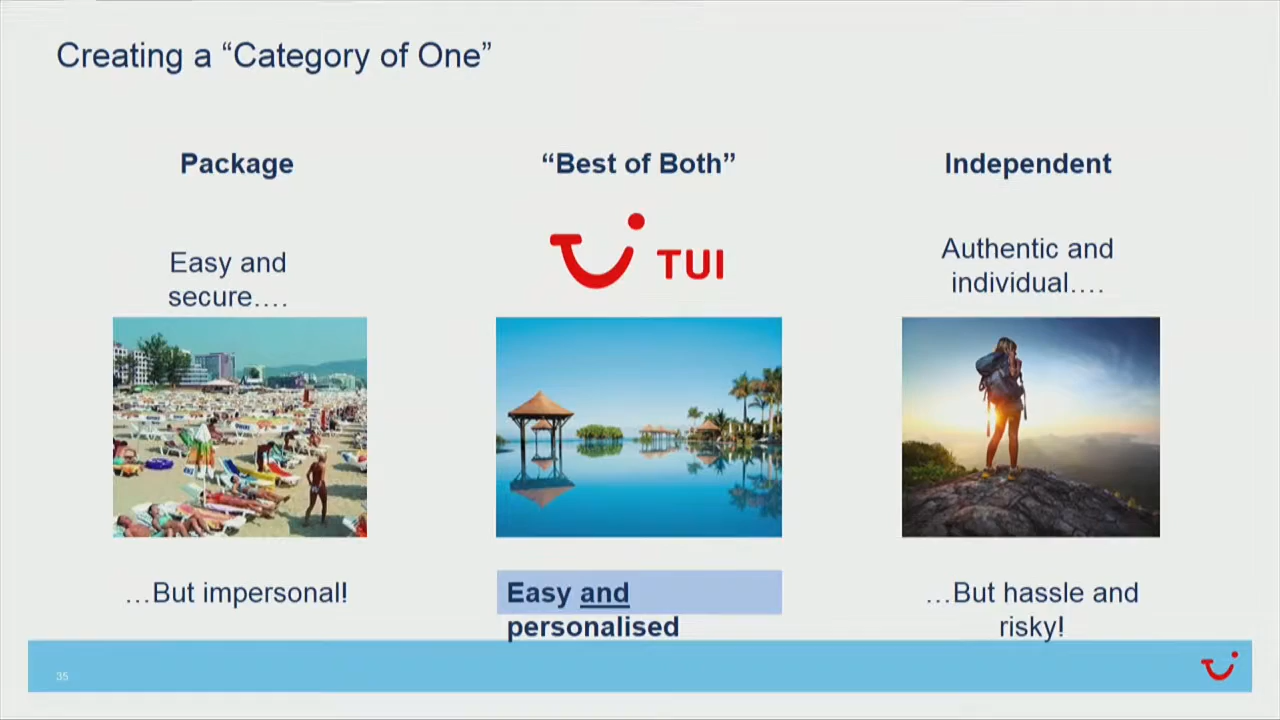 Creating a “Category of One”
Package
“Best of Both”
Independent
TUI
Easy and
secure….
Authentic and
individual….
…But impersonal!
Easy and
personalised
…But hassle and
risky!
35